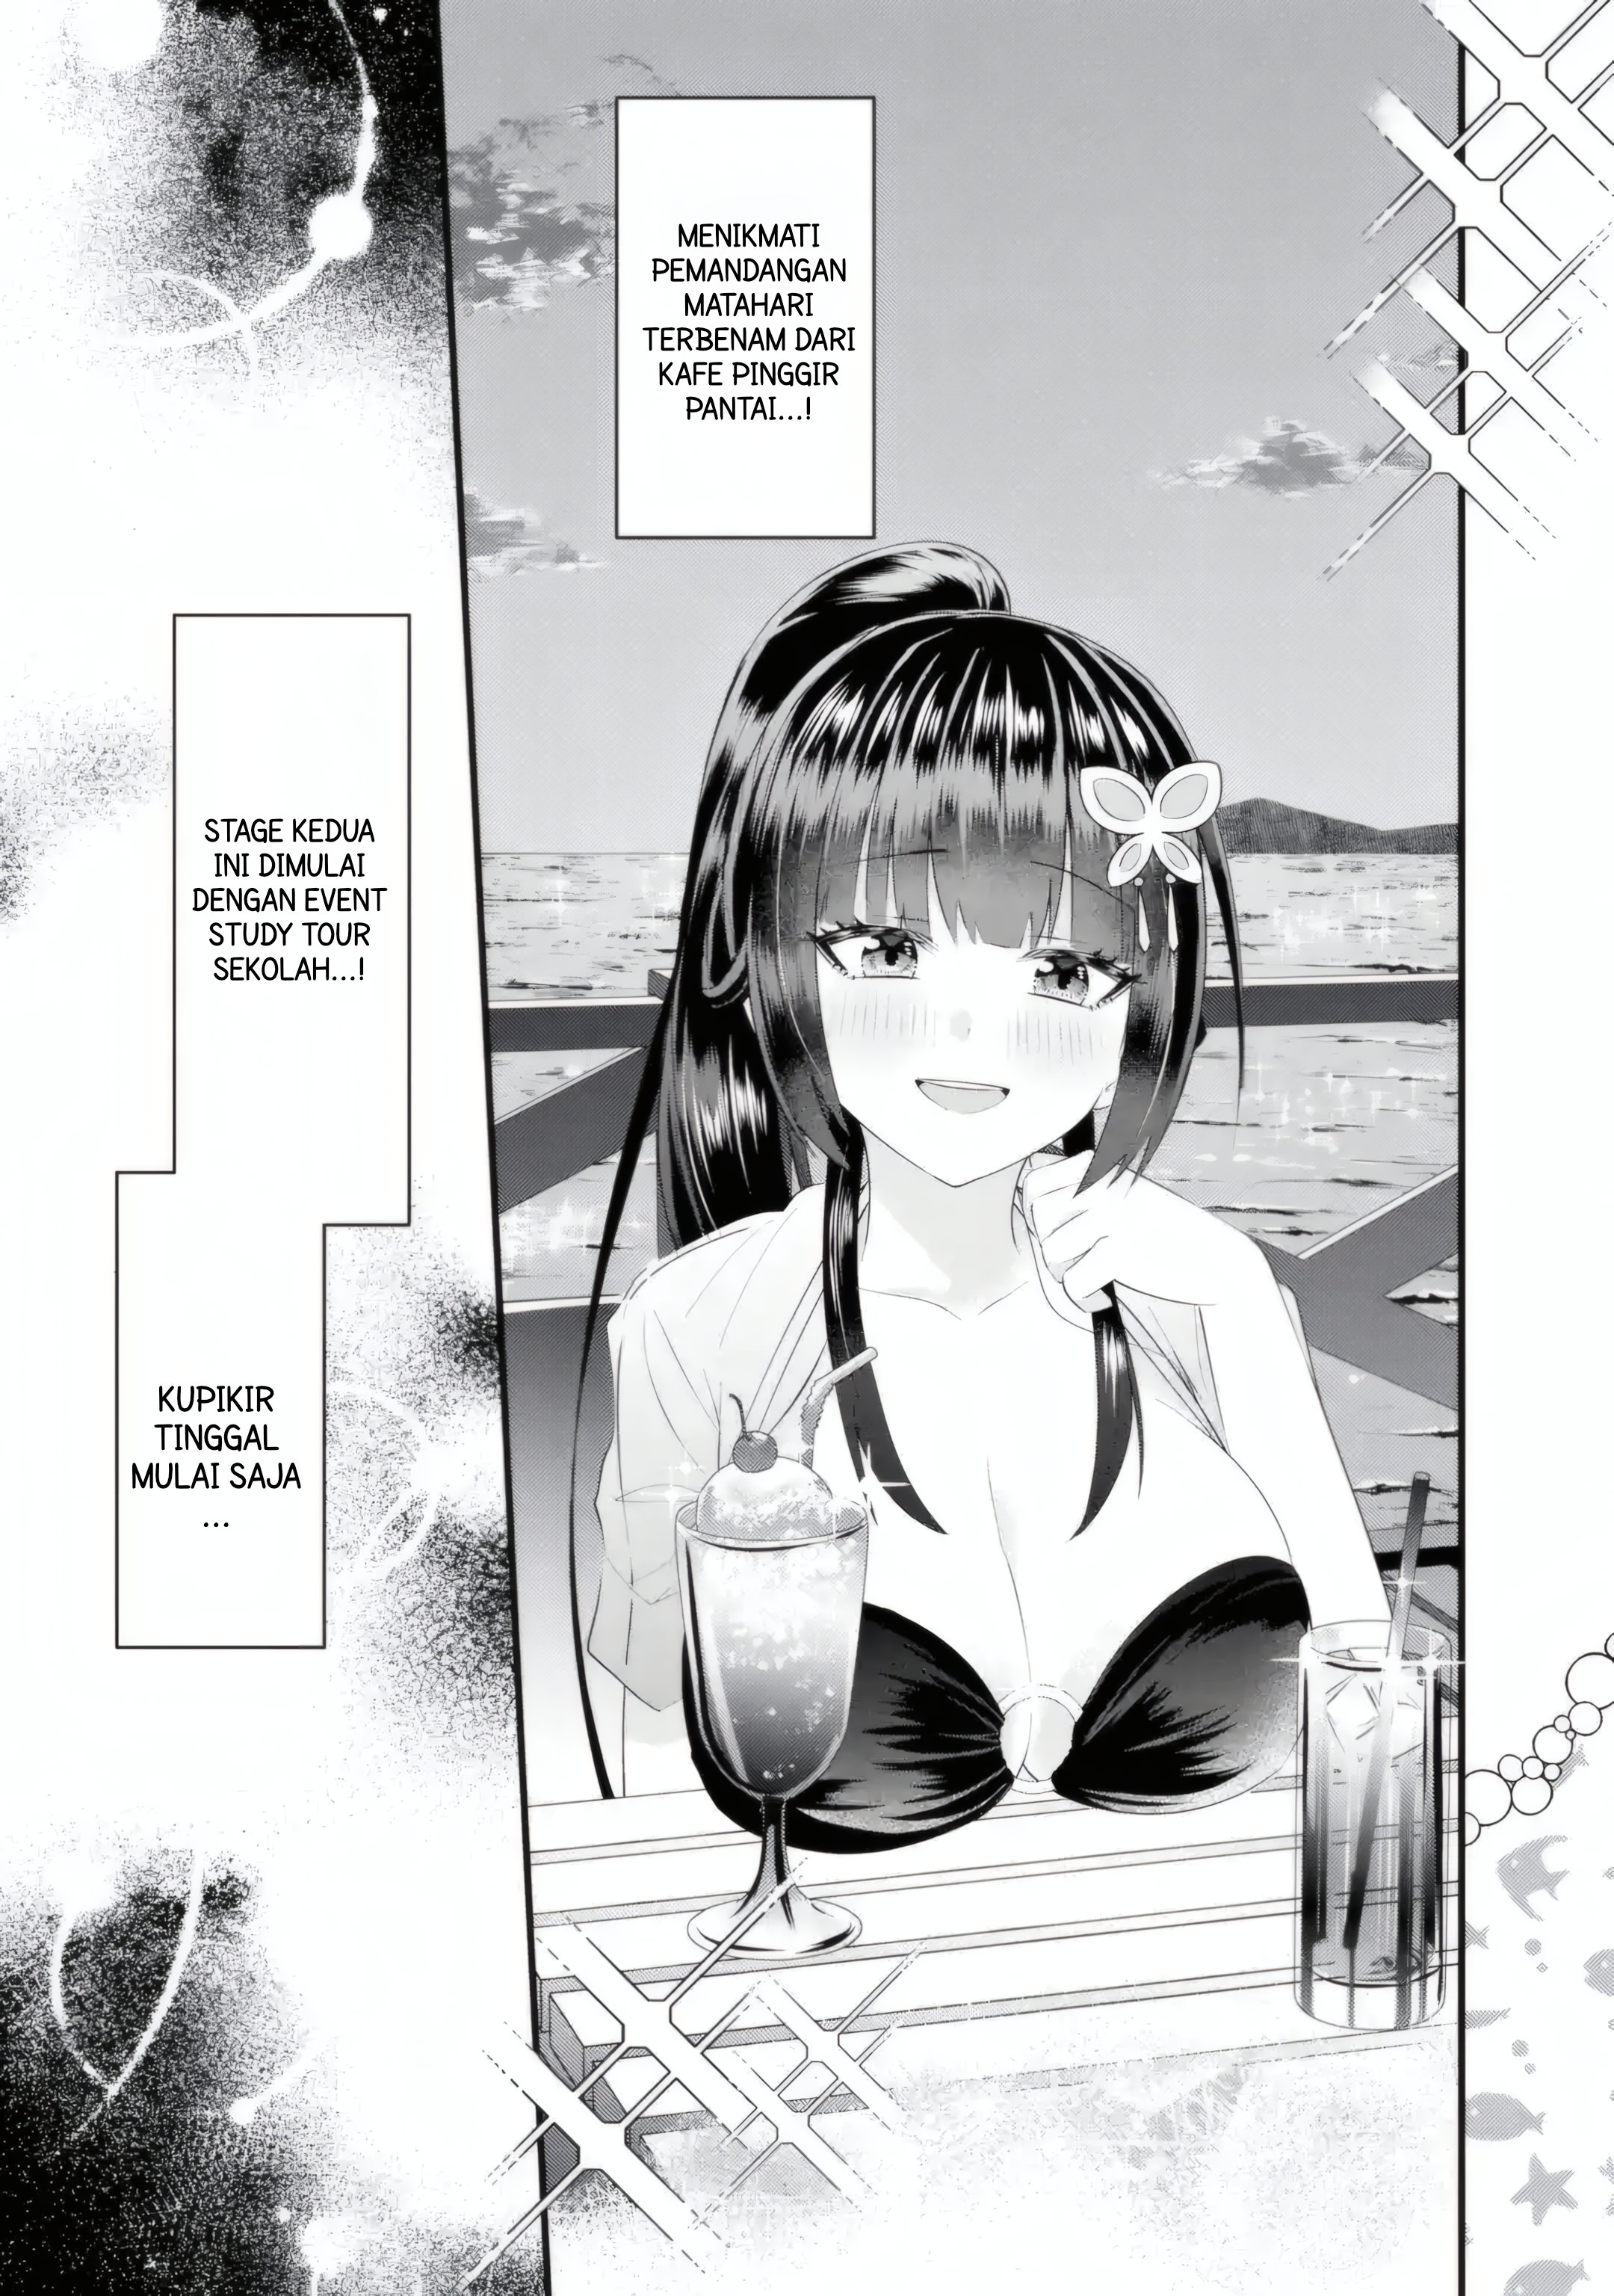 MENIKMATI
PEMANDANGAN
MATAHARI
TERBENAM DARI
KAFE PINGGIR
PANTAI...!
STAGE KEDUA
INI DIMULAI
DENGAN EVENT
STUDY TOUR
SEKOLAH...!
KUPIKIR
TINGGAL
MULAI SAJA
...